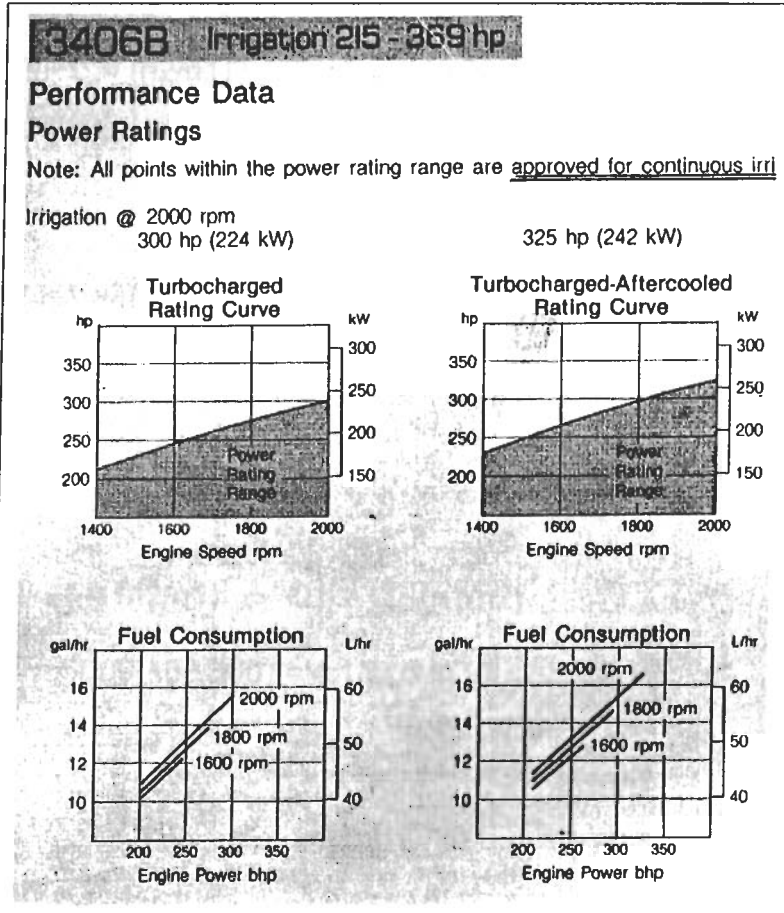 3406B Irrigation 215 - 369 hp
Performance Data
Power Ratings
Note: All points within the power rating range are approved for continuous irri
Irrigation @ 2000 rpm
300 hp (224 kW)
325 hp (242 kW)
Turbocharged
Rating Curve
hp
kW
350
300
250
200
300
250
200
150
Power
Rating
Range
1400 1600 1800 2000
Engine Speed rpm
Turbocharged-Aftercooled
Rating Curve
hp
kW
350
300
250
200
300
250
200
150
Power
Rating
Range
1400 1600 1800 2000
Engine Speed rpm
Fuel Consumption
gal/hr
L/hr
16
14
12
10
60
50
40
2000 rpm
1800 rpm
1600 rpm
200 250 300 350
Engine Power bhp
Fuel Consumption
gal/hr
L/hr
16
14
12
10
60
50
40
2000 rpm
1800 rpm
1600 rpm
200 250 300 350
Engine Power bhp